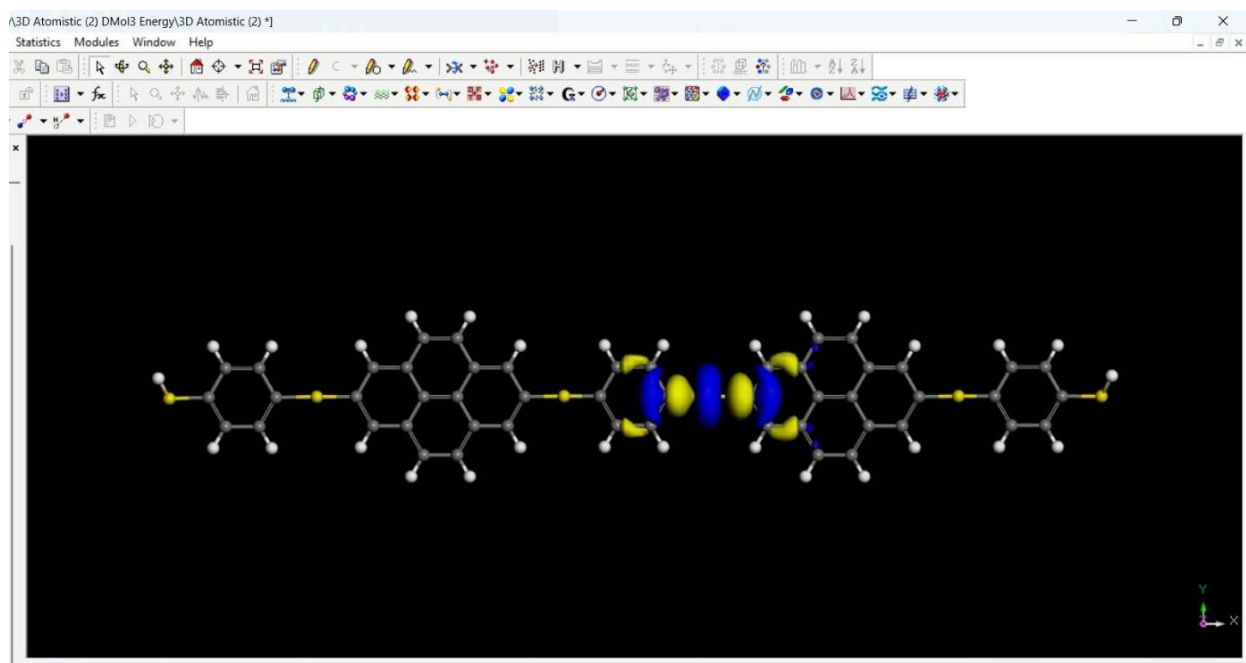 \3D Atomistic (2) DMol3 Energy\3D Atomistic (2) *]
Statistics Modules Window Help
Y
X